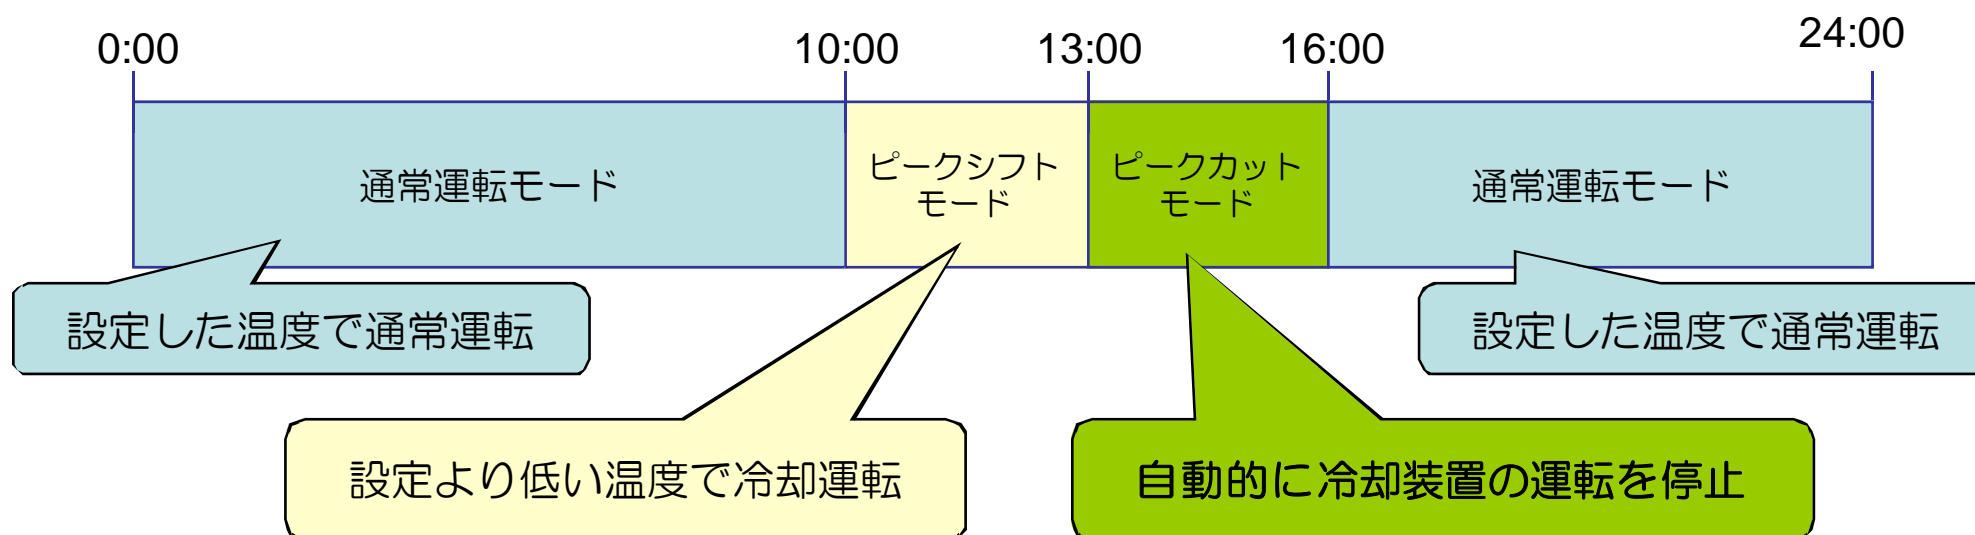 0:00
10:00
13:00
16:00
24:00
通常運転モード
ピークシフト
モード
ピークカット
モード
通常運転モード
設定した温度で通常運転
設定した温度で通常運転
設定より低い温度で冷却運転
自動的に冷却装置の運転を停止